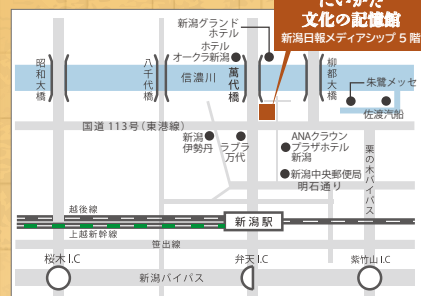 にいがた
文化の記憶館
新潟日報メディアシップ5階
新潟グランド
ホテル
ホテル
オークラ新潟
昭和大橋
八千代橋
信濃川
萬代橋
柳都大橋
朱鷺メッセ
佐渡汽船
国道113号(東港線)
新潟
伊勢丹
ラブラ
万代
ANAクラウン
プラザホテル
新潟
新潟中央郵便局
明石通り
栗の木バイパス
越後線
上越新幹線
新潟駅
笹出線
桜木I.C
弁天I.C
紫竹山I.C
新潟バイパス